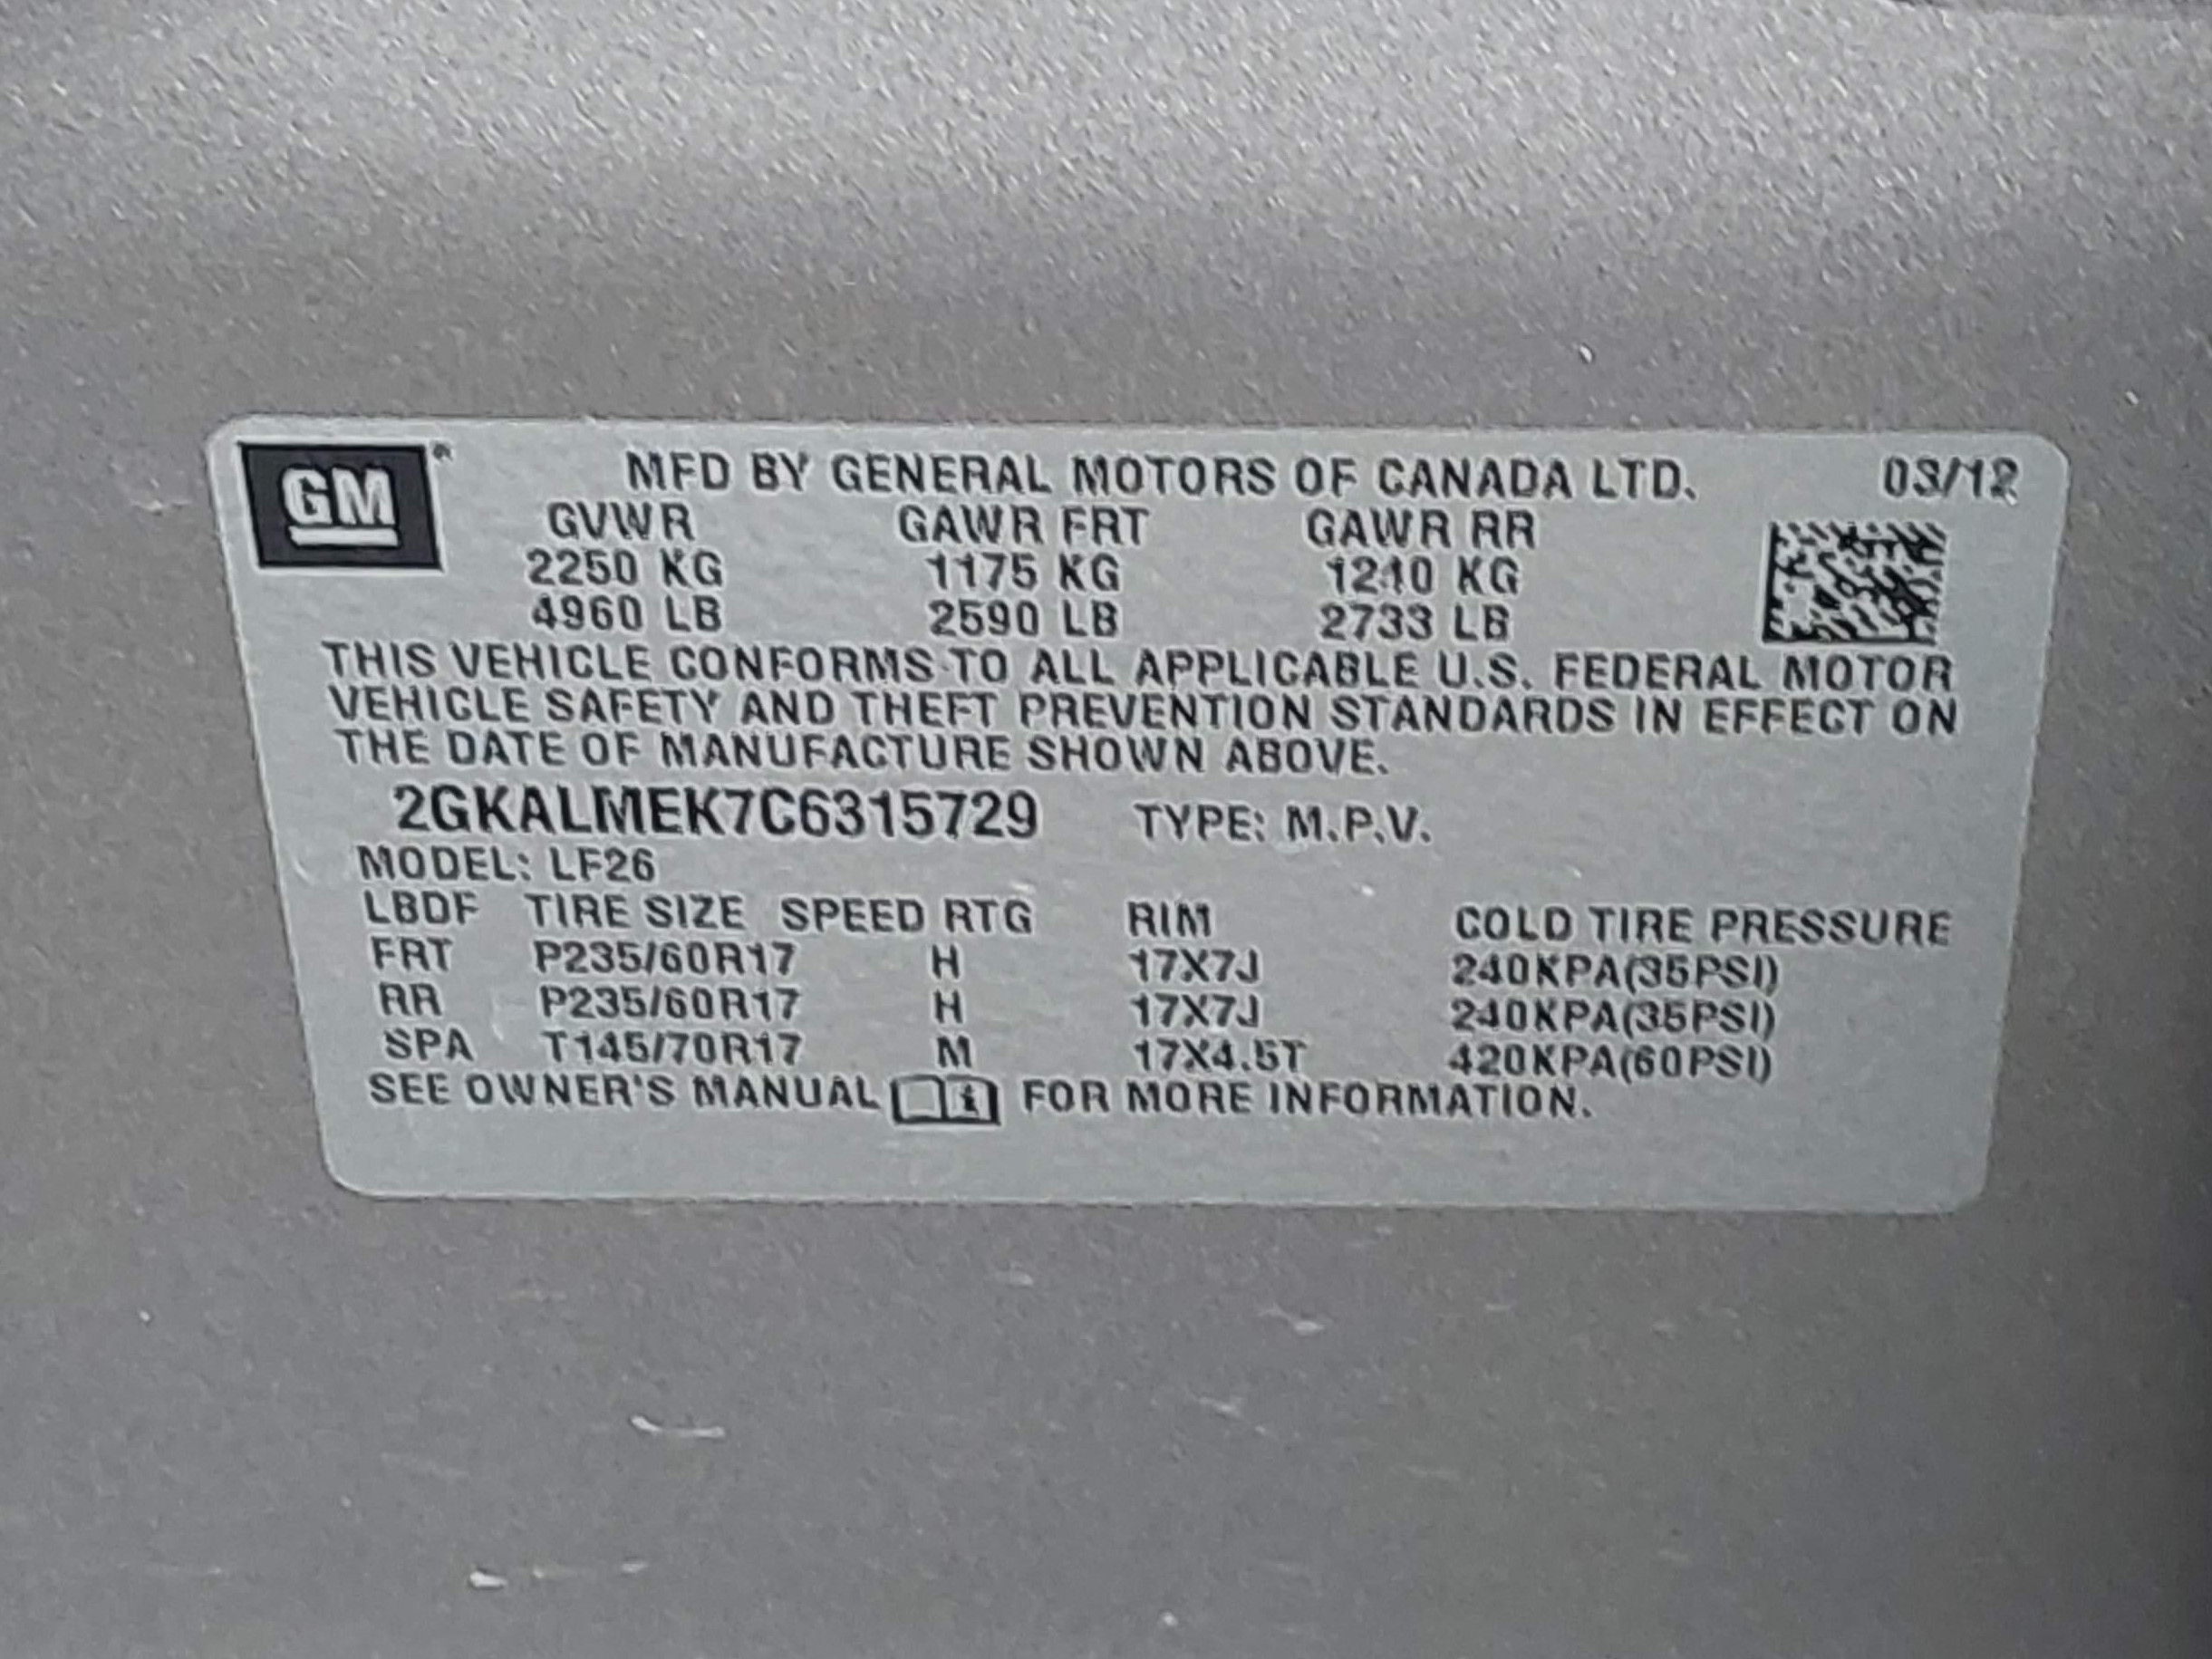 GM MFD BY GENERAL MOTORS OF CANADA LTD. 03/12
GVWR GAWR FRT GAWR RR
2250 KG 1175 KG 1240 KG
4960 LB 2590 LB 2733 LB
THIS VEHICLE CONFORMS TO ALL APPLICABLE U.S. FEDERAL MOTOR
VEHICLE SAFETY AND THEFT PREVENTION STANDARDS IN EFFECT ON
THE DATE OF MANUFACTURE SHOWN ABOVE.
2GKALMEK7C6315729 TYPE: M.P.V.
MODEL: LF26
LBDF TIRE SIZE SPEED RTG RIM COLD TIRE PRESSURE
FRT P235/60R17 H 17X7J 240KPA(35PSI)
RR P235/60R17 H 17X7J 240KPA(35PSI)
SPA T145/70R17 M 17X4.5T 420KPA(60PSI)
SEE OWNER'S MANUAL FOR MORE INFORMATION.